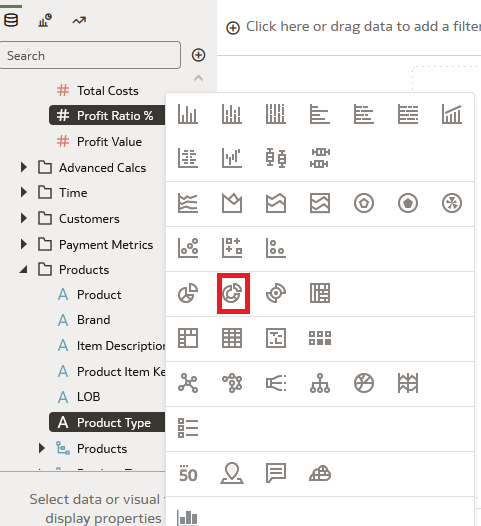 Click here or drag data to add a filter
Search
# Total Costs
# Profit Ratio %
# Profit Value
Advanced Calcs
Time
Customers
Payment Metrics
Products
A Product
A Brand
A Item Description
A Product Item Ke
A LOB
A Product Type
Products
50
Select data or visual
display properties